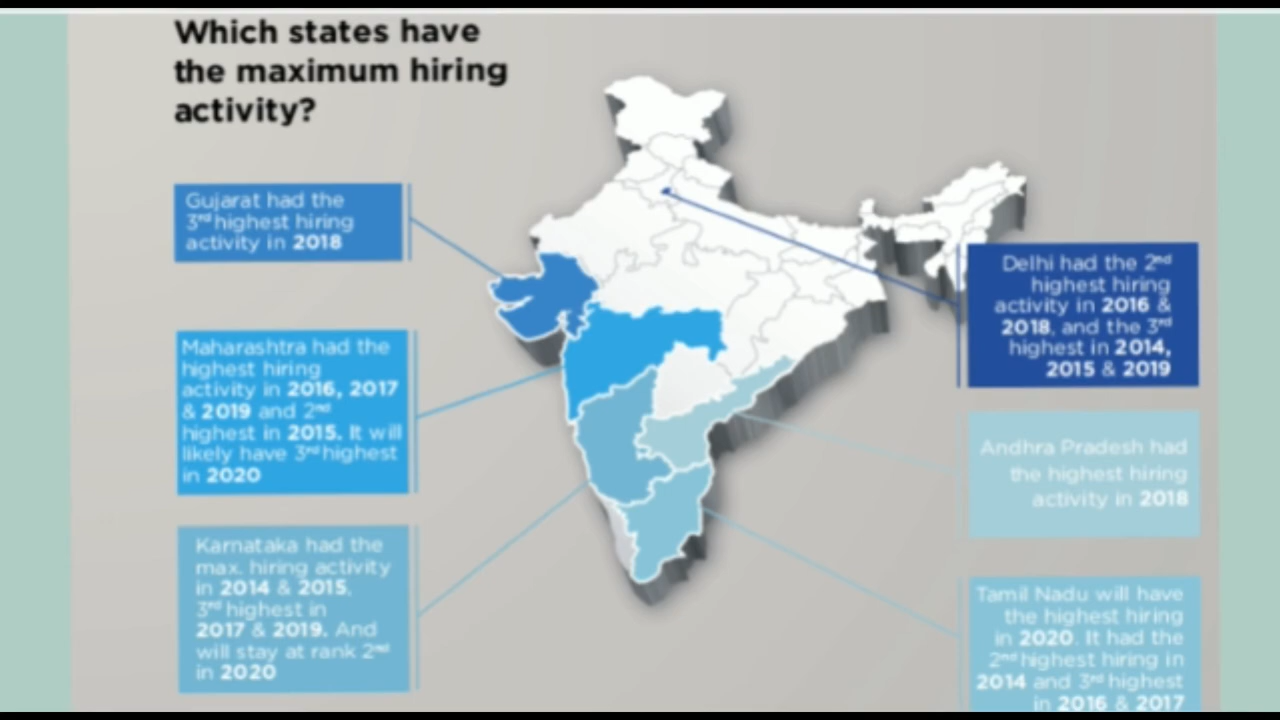 Which states have
the maximum hiring
activity?
Gujarat had the
3rd highest hiring
activity in 2018
Maharashtra had the
highest hiring
activity in 2016, 2017
& 2019 and 2nd
highest in 2015. It will
likely have 3rd highest
in 2020
Karnataka had the
max. hiring activity
in 2014 & 2015,
3rd highest in
2017 & 2019. And
will stay at rank 2nd
in 2020
Delhi had the 2nd
highest hiring
activity in 2016 &
2018, and the 3rd
highest in 2014,
2015 & 2019
Andhra Pradesh had
the highest hiring
activity in 2018
Tamil Nadu will have
the highest hiring
in 2020. It had the
2nd highest hiring in
2014 and 3rd highest
in 2016 & 2017